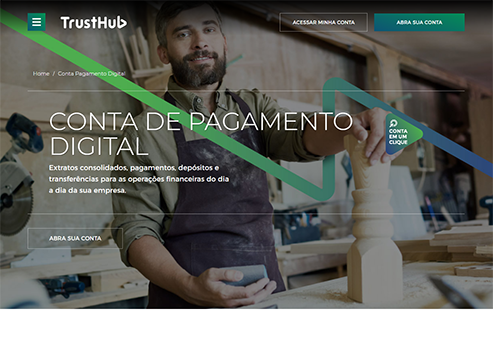 TrustHub
ACESSAR MINHA CONTA
ABRA SUA CONTA
Home / Conta Pagamento Digital
CONTA DE PAGAMENTO
DIGITAL
CONTA
EM UM
CLIQUE
Extratos consolidados, pagamentos, depósitos e
transferências para as operações financeiras do dia
a dia da sua empresa.
ABRA SUA CONTA